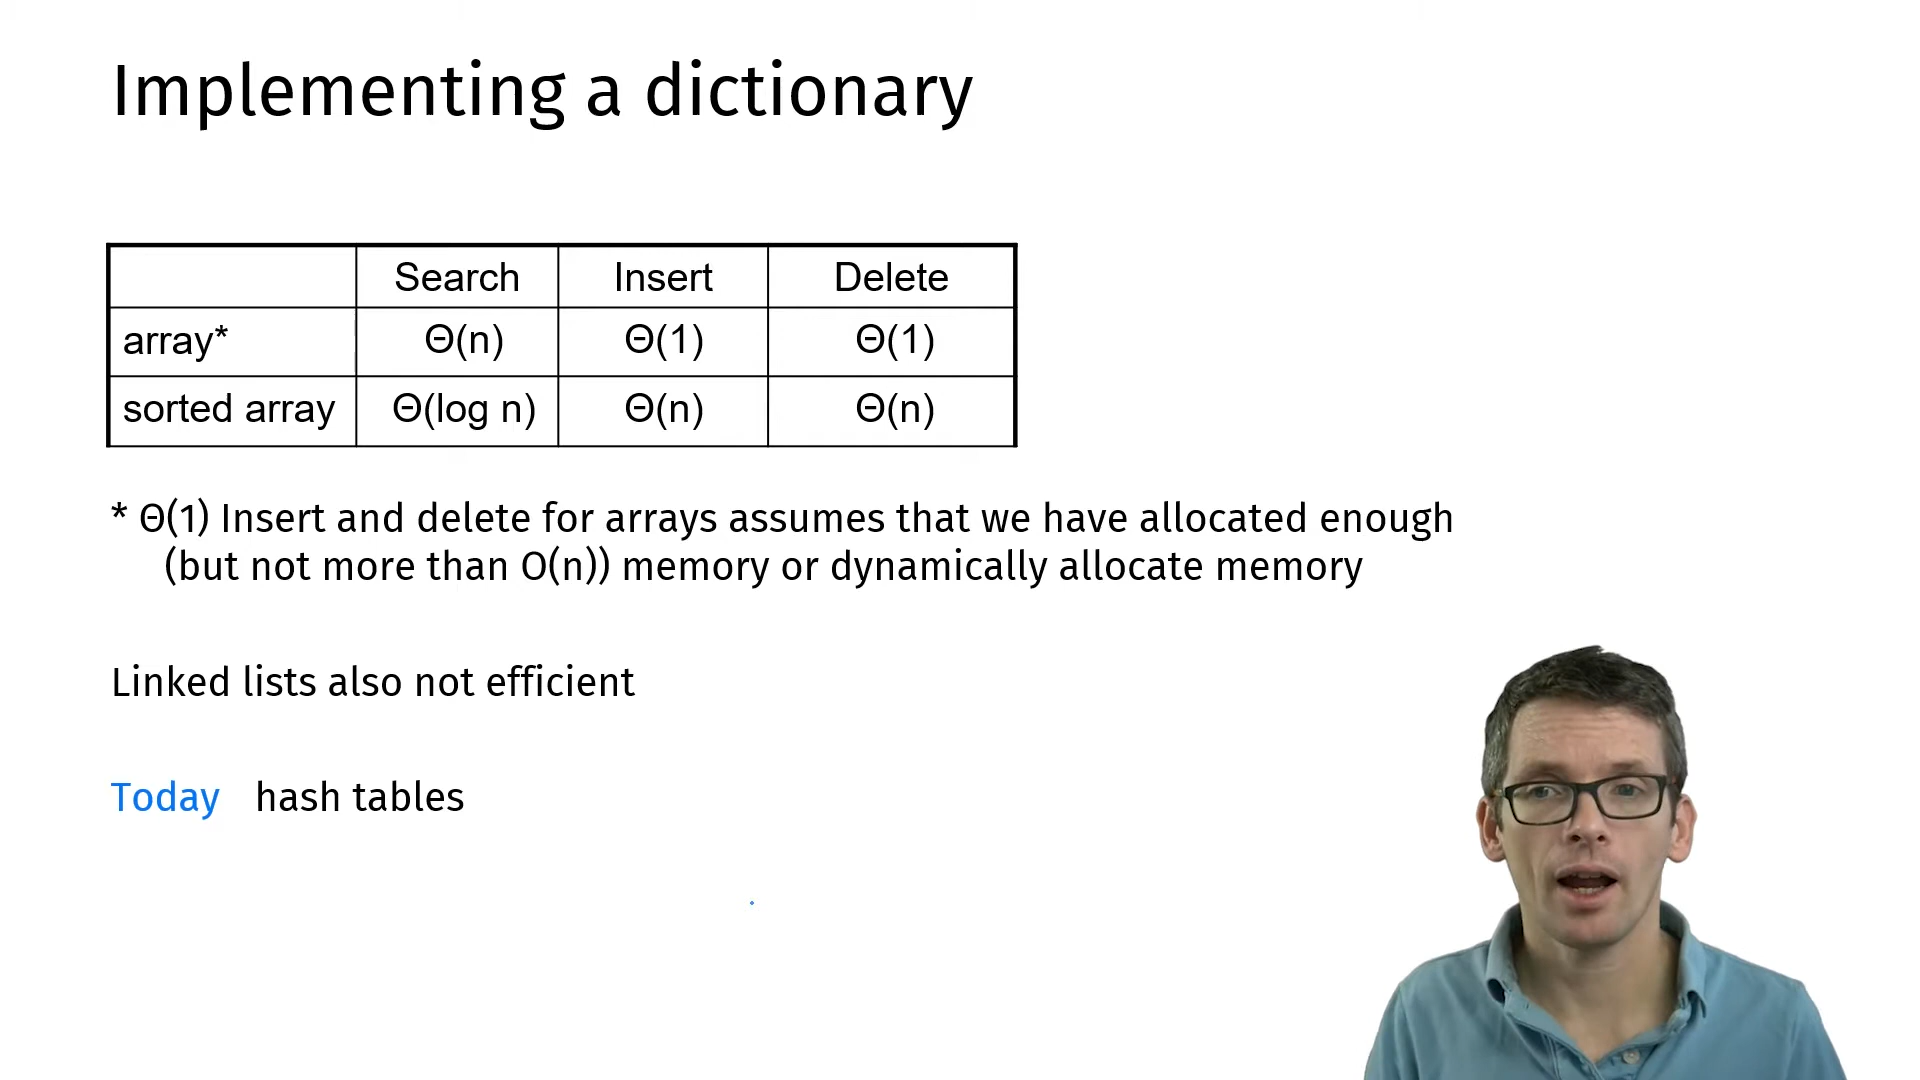 Implementing a dictionary
Search Insert Delete
array* Θ(n) Θ(1) Θ(1)
sorted array Θ(log n) Θ(n) Θ(n)
* Θ(1) Insert and delete for arrays assumes that we have allocated enough
(but not more than O(n)) memory or dynamically allocate memory
Linked lists also not efficient
Today hash tables